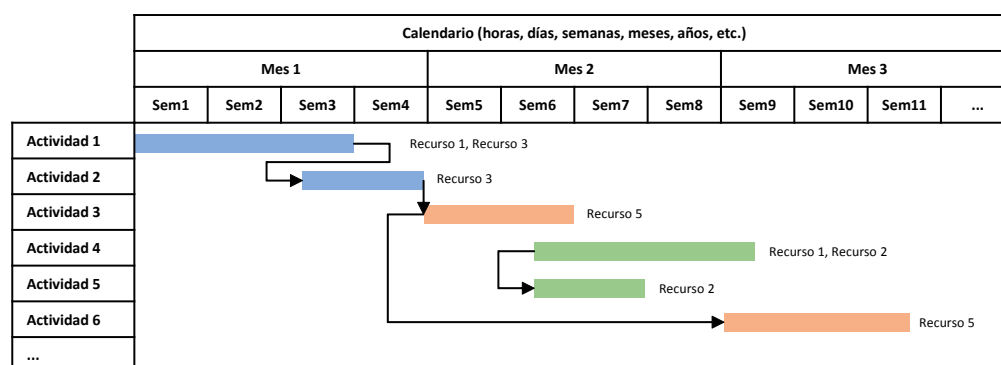 Calendario (horas, días, semanas, meses, años, etc.)
Mes 1 Mes 2 Mes 3
Sem1 Sem2 Sem3 Sem4 Sem5 Sem6 Sem7 Sem8 Sem9 Sem10 Sem11 ...
Actividad 1 Recurso 1, Recurso 3
Actividad 2 Recurso 3
Actividad 3 Recurso 5
Actividad 4 Recurso 1, Recurso 2
Actividad 5 Recurso 2
Actividad 6 Recurso 5
...